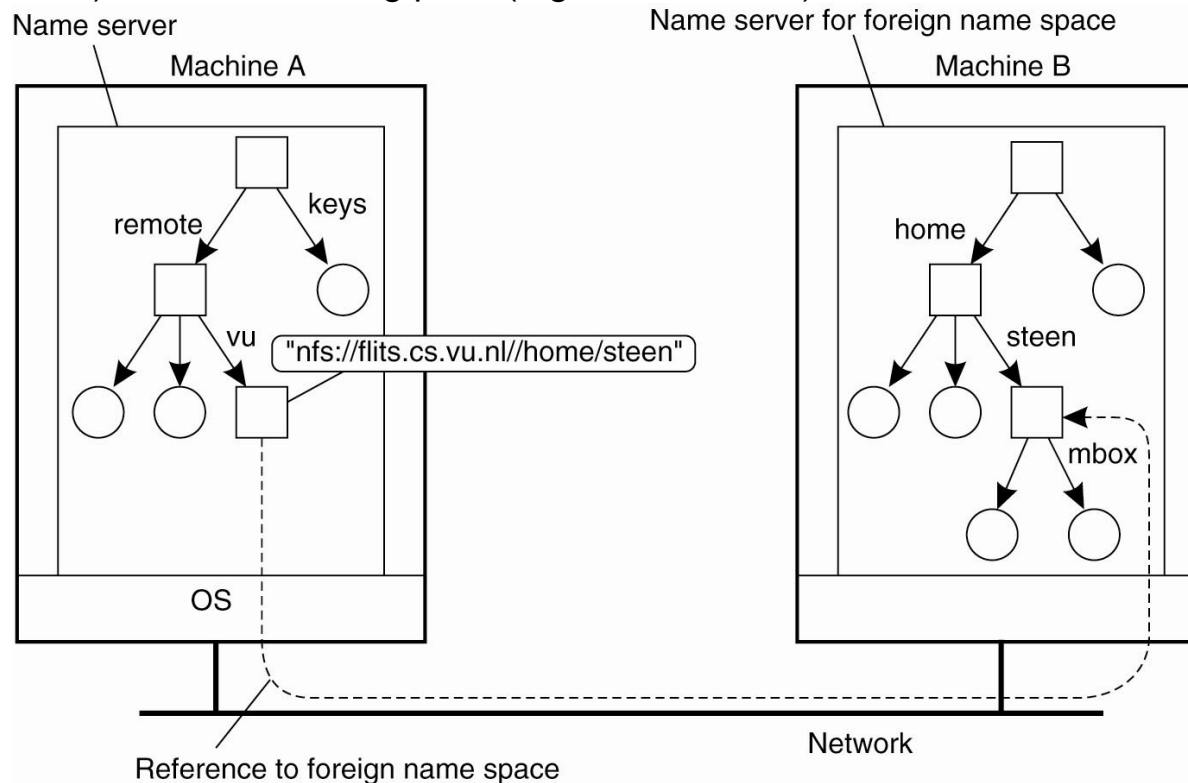 Name server
Name server for foreign name space
Machine A
Machine B
keys
remote
home
vu
steen
"nfs://flits.cs.vu.nl//home/steen"
mbox
OS
Network
Reference to foreign name space